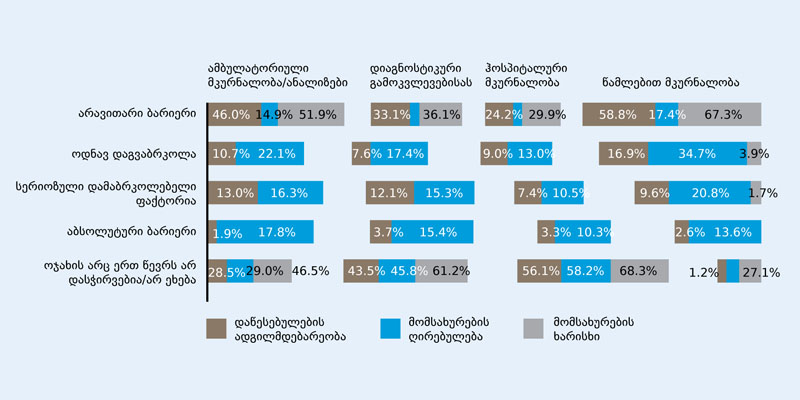 ამბულატორიული
მკურნალობა/ანალიზები
დიაგნოსტიკური
გამოკვლევებისას
ჰოსპიტალური
მკურნალობა
წამლებით მკურნალობა
არავითარი ბარიერი
46.0% 14.9% 51.9% 33.1% 36.1% 24.2% 29.9% 58.8% 17.4% 67.3%
ოდნავ დაგვაბრკოლა
10.7% 22.1% 7.6% 17.4% 9.0% 13.0% 16.9% 34.7% 3.9%
სერიოზული დამაბრკოლებელი
ფაქტორია
13.0% 16.3% 12.1% 15.3% 7.4% 10.5% 9.6% 20.8% 1.7%
აბსოლუტური ბარიერი
1.9% 17.8% 3.7% 15.4% 3.3% 10.3% 2.6% 13.6%
ოჯახის არც ერთ წევრს არ
დასჭირვებია/არ ეხება
28.5% 29.0% 46.5% 43.5% 45.8% 61.2% 56.1% 58.2% 68.3% 1.2% 27.1%
დაწესებულების
ადგილმდებარეობა
მომსახურების
ღირებულება
მომსახურების
ხარისხი